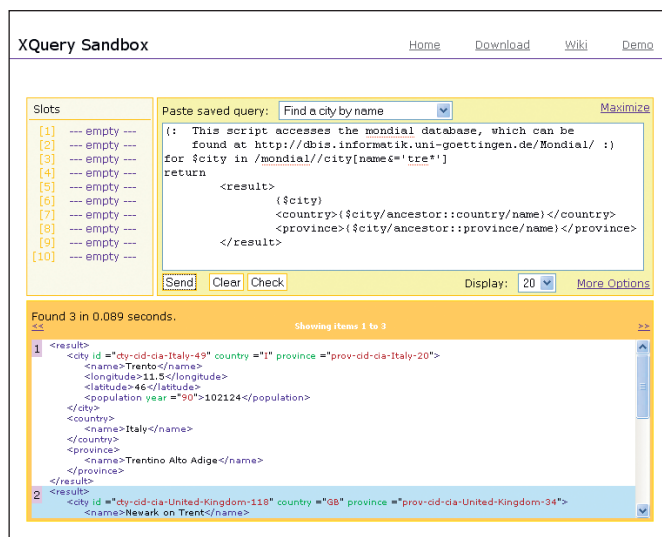 XQuery Sandbox
Home Download Wiki Demo
Slots
[1] --- empty ---
[2] --- empty ---
[3] --- empty ---
[4] --- empty ---
[5] --- empty ---
[6] --- empty ---
[7] --- empty ---
[8] --- empty ---
[9] --- empty ---
[10] --- empty ---
Paste saved query: Find a city by name Maximize
(: This script accesses the mondial database, which can be
found at http://dbis.informatik.uni-goettingen.de/Mondial/ :)
for $city in /mondial//city[name&='tre*']
return
<result>
{$city}
<country>{$city/ancestor::country/name}</country>
<province>{$city/ancestor::province/name}</province>
</result>
Send Clear Check Display: 20 More Options
Found 3 in 0.089 seconds.
<< Showing items 1 to 3 >>
1 <result>
<city id ="cty-cid-cia-Italy-49" country ="I" province ="prov-cid-cia-Italy-20">
<name>Trento</name>
<longitude>11.5</longitude>
<latitude>46</latitude>
<population year ="90">102124</population>
</city>
<country>
<name>Italy</name>
</country>
<province>
<name>Trentino Alto Adige</name>
</province>
</result>
2 <result>
<city id ="cty-cid-cia-United-Kingdom-118" country ="GB" province ="prov-cid-cia-United-Kingdom-34">
<name>Newark on Trent</name>